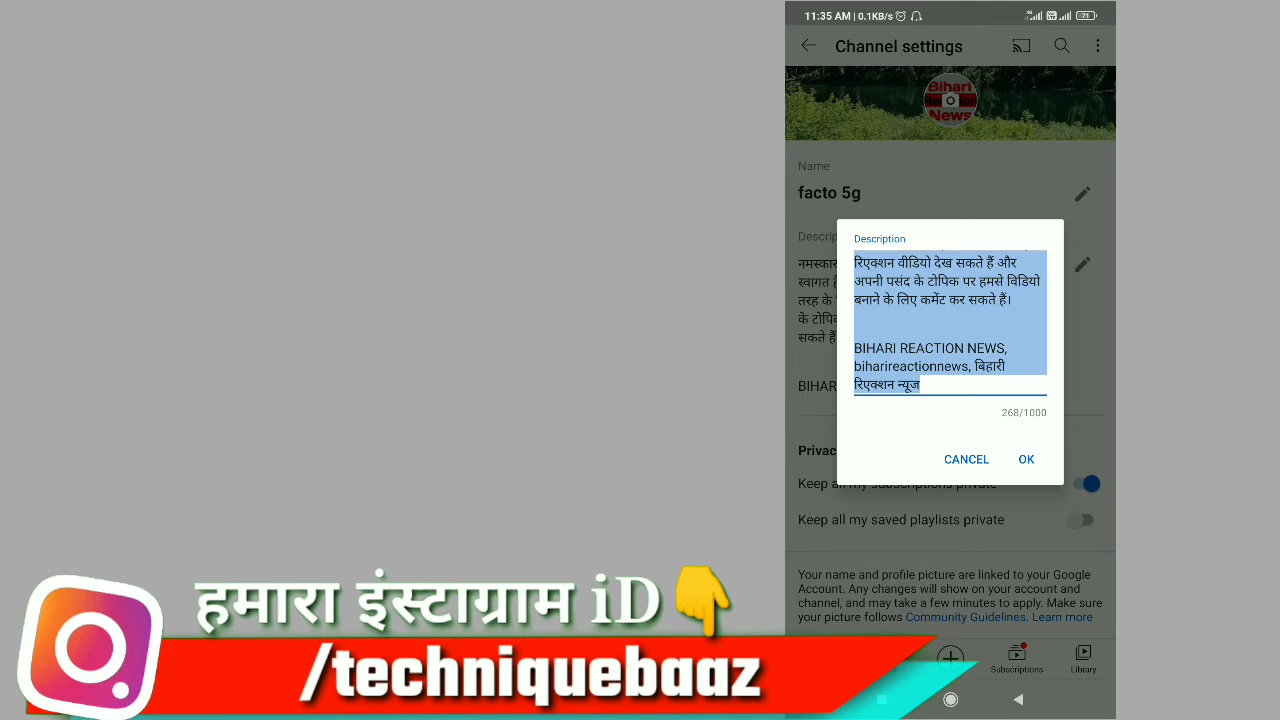 11:35 AM | 0.1KB/s
71
Channel settings
Bihari
Reaction
News
Name
facto 5g
Description
रिएक्शन वीडियो देख सकते हैं और
अपनी पसंद के टोपिक पर हमसे विडियो
बनाने के लिए कमेंट कर सकते हैं।
BIHARI REACTION NEWS,
biharireactionnews, बिहारी
रिएक्शन न्यूज
268/1000
CANCEL
OK
Descrip
नमस्कार
स्वागत
तरह के
के टोपि
सकते हैं
BIHAR
Privac
Keep all my subscriptions private
Keep all my saved playlists private
Your name and profile picture are linked to your Google
Account. Any changes will show on your account and
channel, and may take a few minutes to apply. Make sure
your picture follows Community Guidelines. Learn more
Subscriptions
Library
हमारा इंस्टाग्राम iD
/techniquebaaz